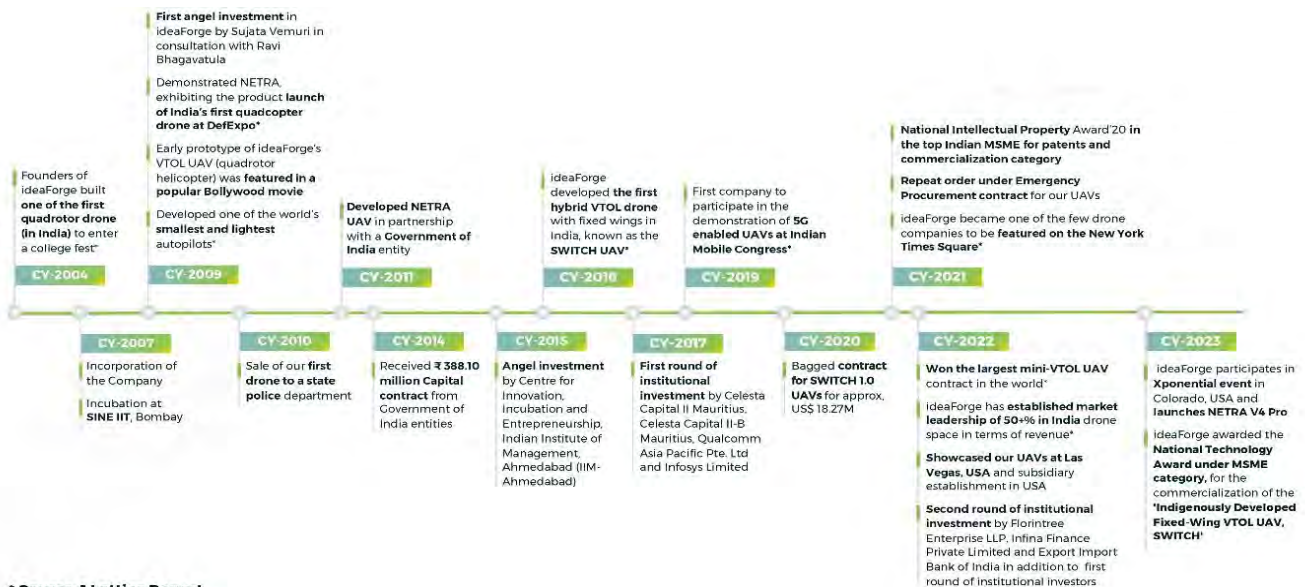 First angel investment in
ideaForge by Sujata Vemuri in
consultation with Ravi
Bhagavatula
Demonstrated NETRA,
exhibiting the product launch
of India's first quadcopter
drone at DefExpo*
Early prototype of ideaForge's
VTOL UAV (quadrotor
helicopter) was featured in a
popular Bollywood movie
Developed one of the world's
smallest and lightest
autopilots*
Founders of
ideaForge built
one of the first
quadrotor drone
(in India) to enter
a college fest*
Developed NETRA
UAV in partnership
with a Government of
India entity
ideaForge
developed the first
hybrid VTOL drone
with fixed wings in
India, known as the
SWITCH UAV*
First company to
participate in the
demonstration of 5G
enabled UAVs at Indian
Mobile Congress*
National Intellectual Property Award'20 in
the top Indian MSME for patents and
commercialization category
Repeat order under Emergency
Procurement contract for our UAVs
ideaForge became one of the few drone
companies to be featured on the New York
Times Square*
CY-2004
CY-2009
CY-2011
CY-2016
CY-2019
CY-2021
CY-2007
Incorporation of
the Company
Incubation at
SINE IIT, Bombay
CY-2010
Sale of our first
drone to a state
police department
CY-2014
Received ₹ 388.10
million Capital
contract from
Government of
India entities
CY-2015
Angel investment
by Centre for
Innovation,
Incubation and
Entrepreneurship,
Indian Institute of
Management,
Ahmedabad (IIM-
Ahmedabad)
CY-2017
First round of
institutional
investment by Celesta
Capital II Mauritius,
Celesta Capital II-B
Mauritius, Qualcomm
Asia Pacific Pte. Ltd
and Infosys Limited
CY-2020
Bagged contract
for SWITCH 1.0
UAVs for approx,
US$ 18.27M
CY-2022
Won the largest mini-VTOL UAV
contract in the world*
ideaForge has established market
leadership of 50+% in India drone
space in terms of revenue*
Showcased our UAVs at Las
Vegas, USA and subsidiary
establishment in USA
Second round of institutional
investment by Florintree
Enterprise LLP, Infina Finance
Private Limited and Export Import
Bank of India in addition to first
round of institutional investors
CY-2023
ideaForge participates in
Xponential event in
Colorado, USA and
launches NETRA V4 Pro
ideaForge awarded the
National Technology
Award under MSME
category, for the
commercialization of the
'Indigenously Developed
Fixed-Wing VTOL UAV,
SWITCH'